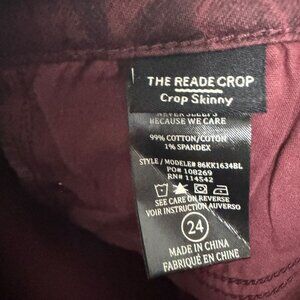 THE READE CROP
Crop Skinny
NEVER SLEEPS
BECAUSE WE CARE
99% COTTON/COTON
1% SPANDEX
STYLE / MODELE# 86KK1634BL
PO# 108269
RN# 114542
SEE CARE ON REVERSE
VOIR INSTRUCTION AUVERSO
24
MADE IN CHINA
FABRIQUÉ EN CHINE